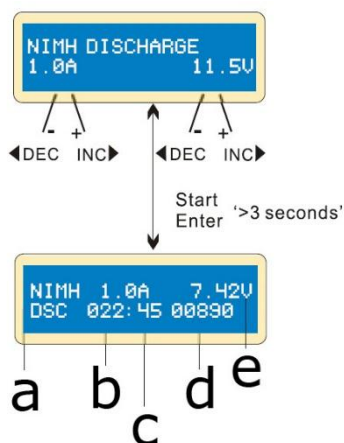 NIMH DISCHARGE
1.0A 11.5V
- + - +
◀DEC INC▶ ◀DEC INC▶
Start
Enter '>3 seconds'
NIMH 1.0A 7.42V
DSC 022:45 00890
a b c d e